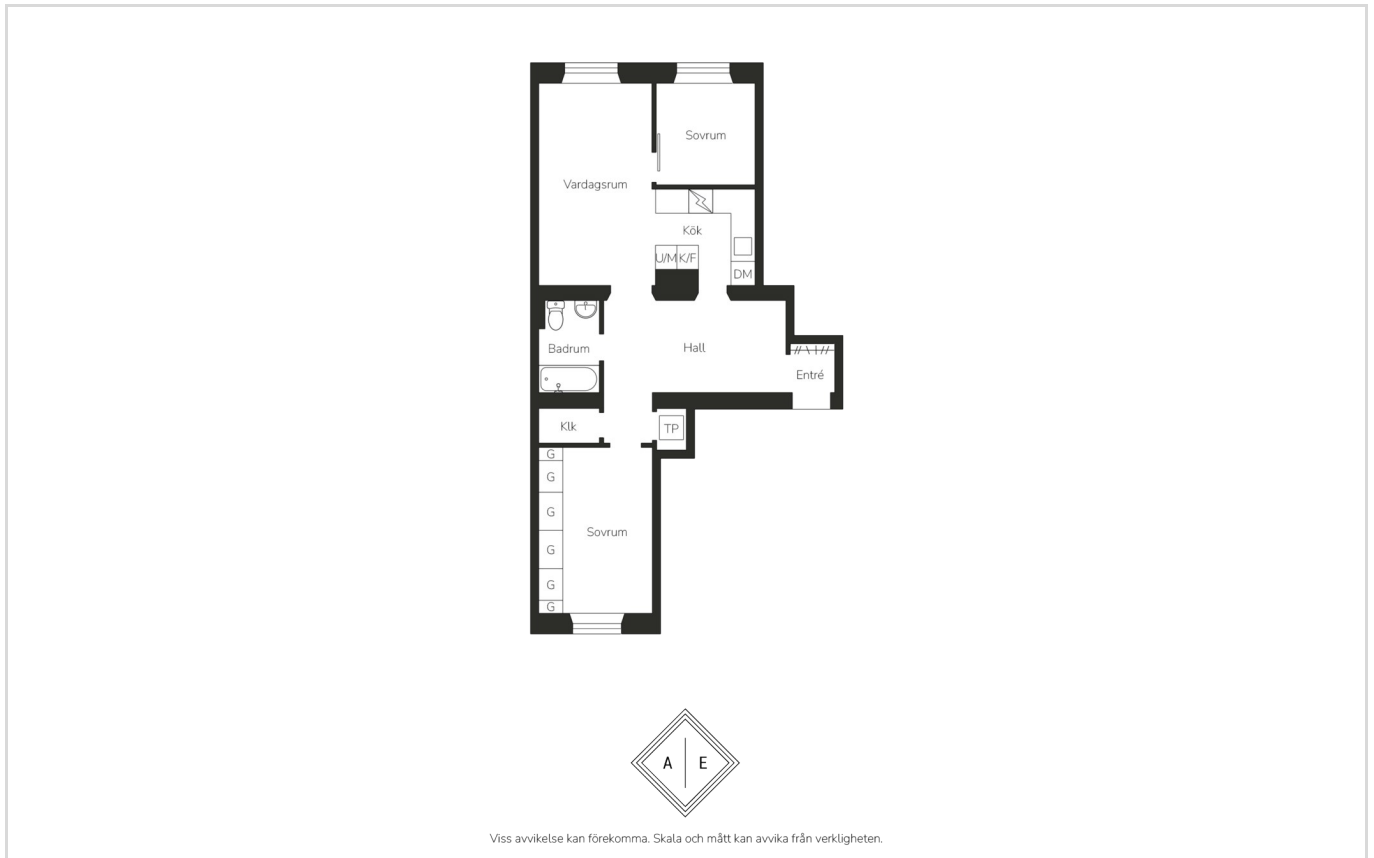 Sovrum
Vardagsrum
Kök
U/M K/F
DM
Badrum
Hall
Entré
Klk
TP
G
G
G
Sovrum
G
G
G
A E
Viss avvikelse kan förekomma. Skala och mått kan avvika från verkligheten.